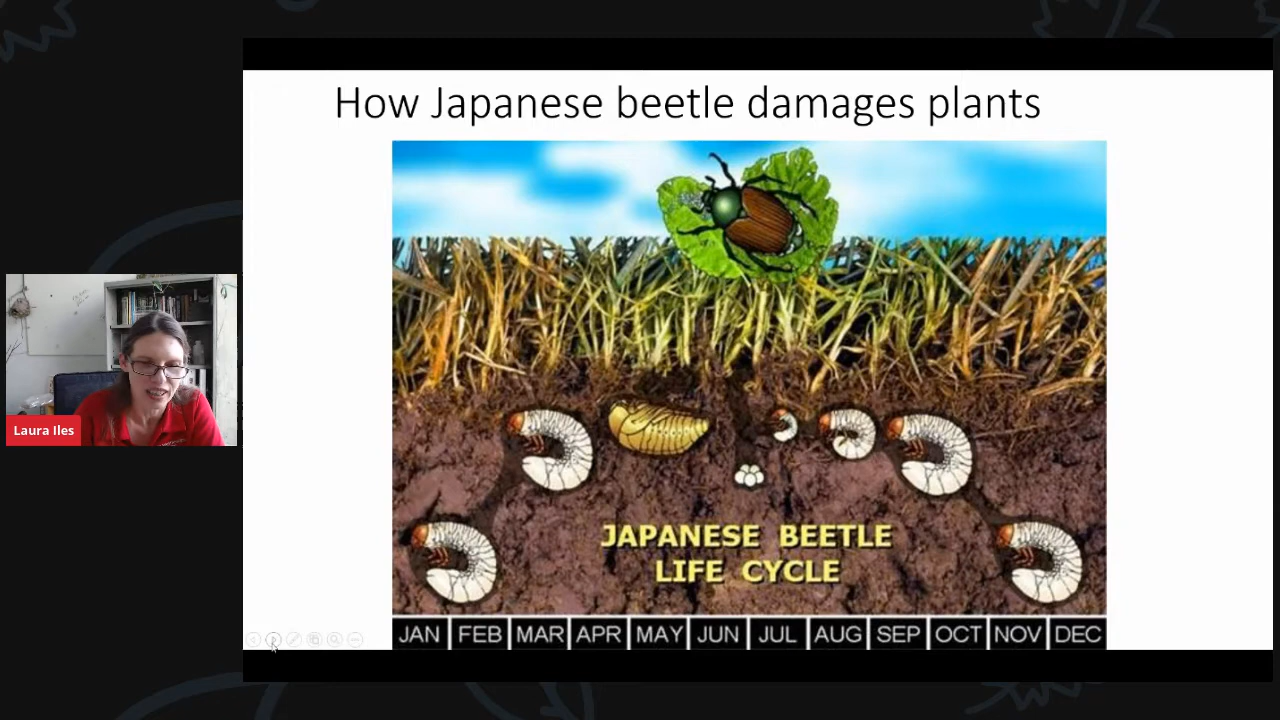 How Japanese beetle damages plants
Laura Iles
JAPANESE BEETLE
LIFE CYCLE
JAN FEB MAR APR MAY JUN JUL AUG SEP OCT NOV DEC